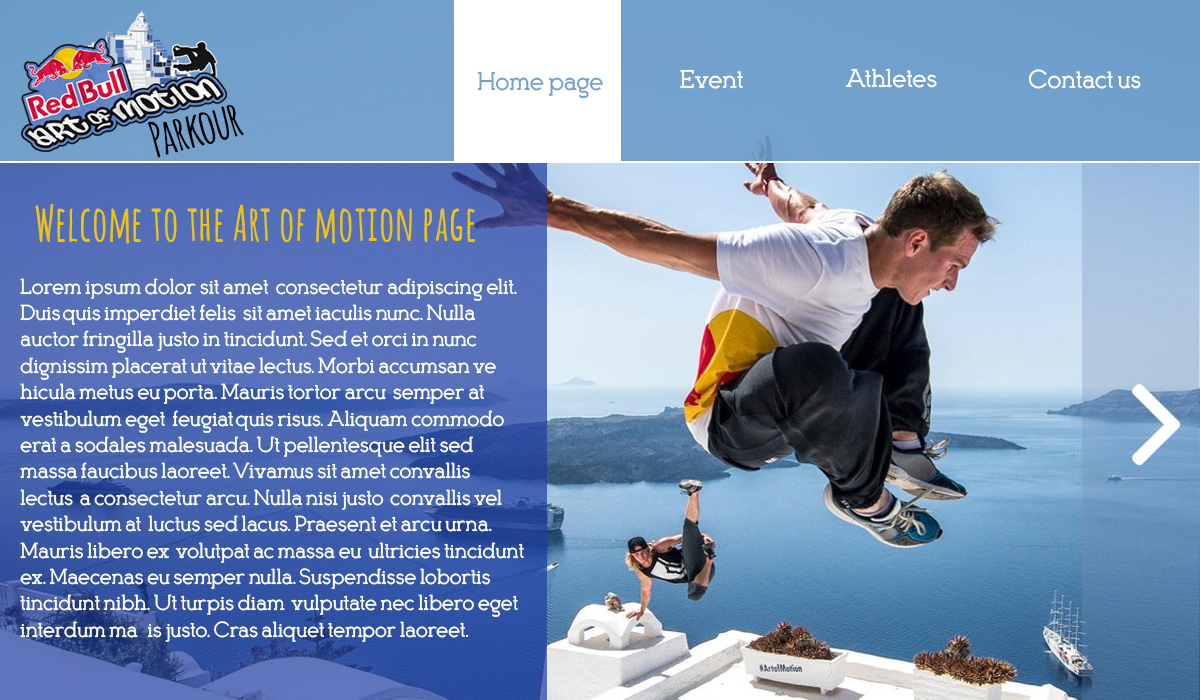 Red Bull
ART OF MOTION
PARKOUR
Home page
Event
Athletes
Contact us
Welcome to the Art of motion page
Lorem ipsum dolor sit amet consectetur adipiscing elit.
Duis quis imperdiet felis sit amet iaculis nunc. Nulla
auctor fringilla justo in tincidunt. Sed et orci in nunc
dignissim placerat ut vitae lectus. Morbi accumsan ve
hicula metus eu porta. Mauris tortor arcu semper at
vestibulum eget feugiat quis risus. Aliquam commodo
erat a sodales malesuada. Ut pellentesque elit sed
massa faucibus laoreet. Vivamus sit amet convallis
lectus a consectetur arcu. Nulla nisi justo convallis vel
vestibulum at luctus sed lacus. Praesent et arcu urna.
Mauris libero ex volutpat ac massa eu ultricies tincidunt
ex. Maecenas eu semper nulla. Suspendisse lobortis
tincidunt nibh. Ut turpis diam vulputate nec libero eget
interdum ma is justo. Cras aliquet tempor laoreet.
#ArtofMotion